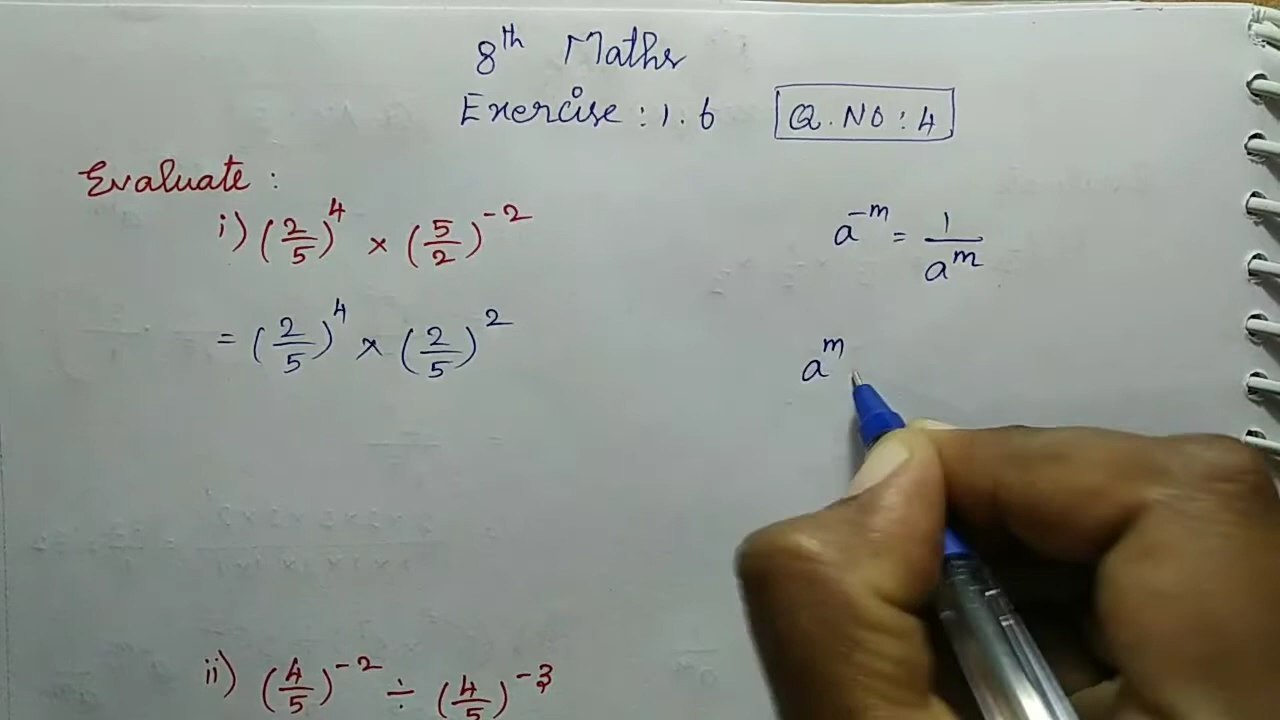 8th Maths
Exercise : 1.6 Q. NO : 4
Evaluate :
i) (2/5)^4 × (5/2)^-2
a^-m = 1/a^m
= (2/5)^4 × (2/5)^2
a^m
ii) (4/5)^-2 ÷ (4/5)^-3